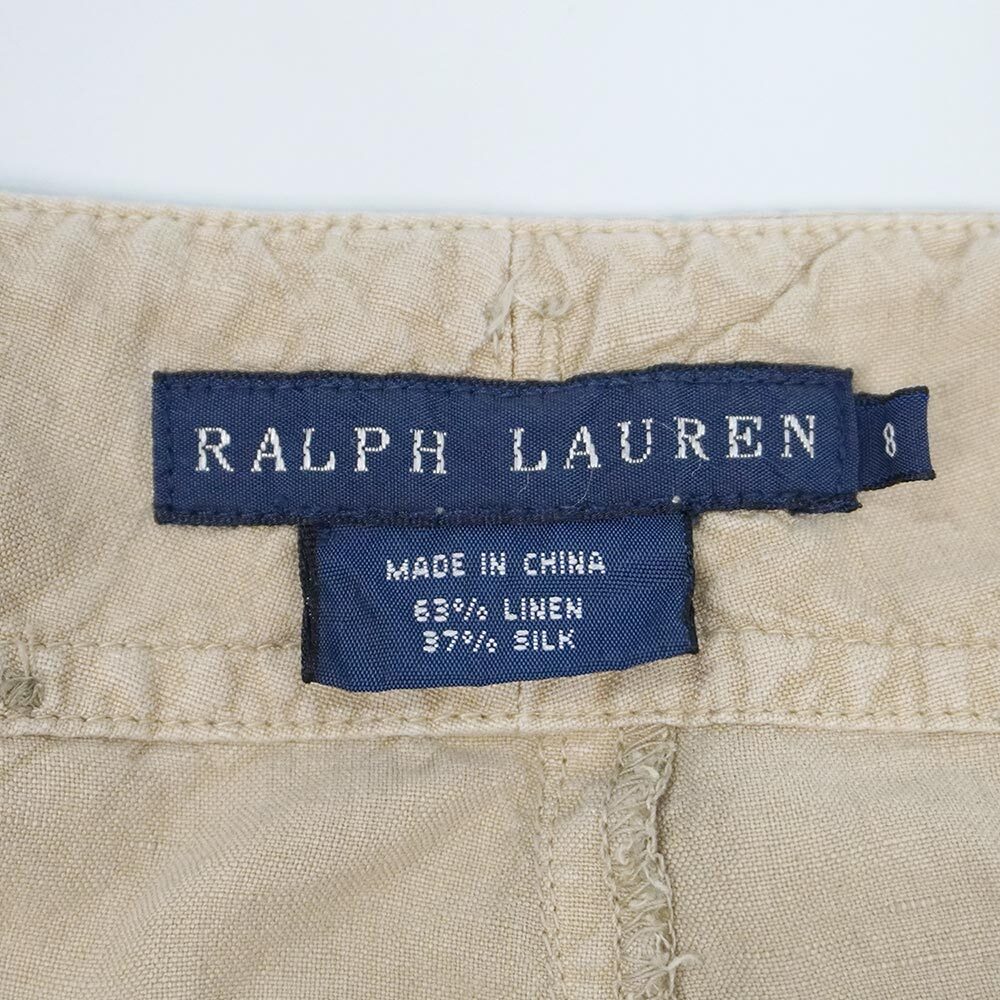 RALPH LAUREN 8
MADE IN CHINA
63% LINEN
37% SILK